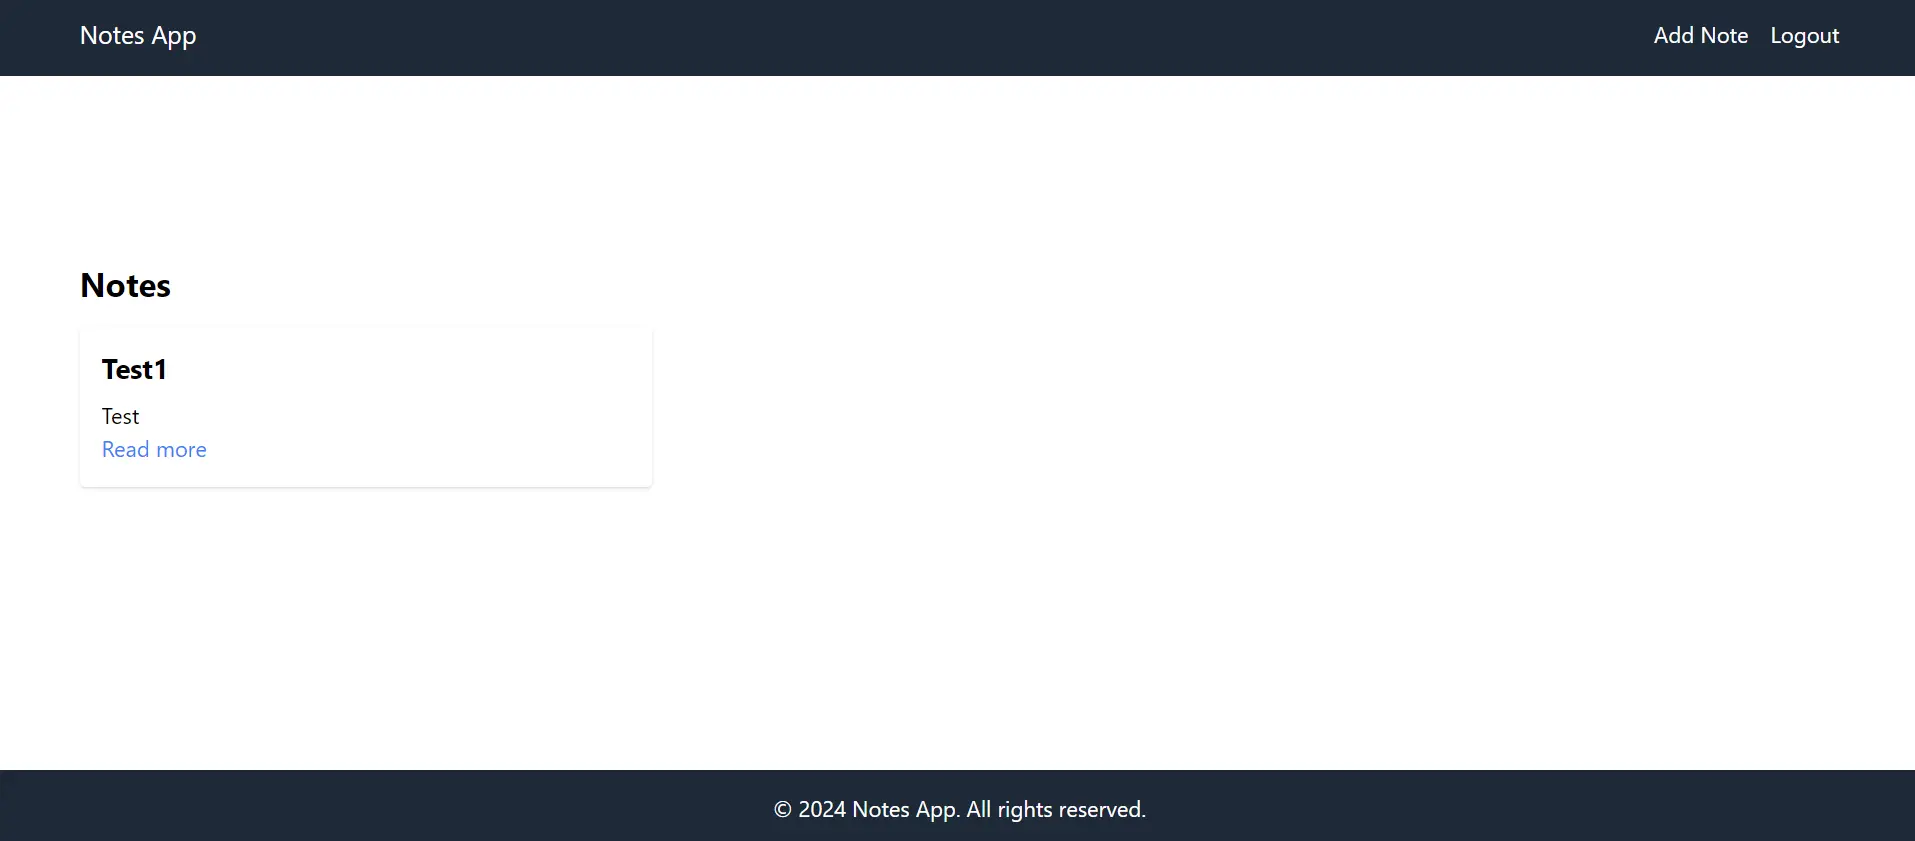 Notes App
Add Note Logout
Notes
Test1
Test
Read more
© 2024 Notes App. All rights reserved.